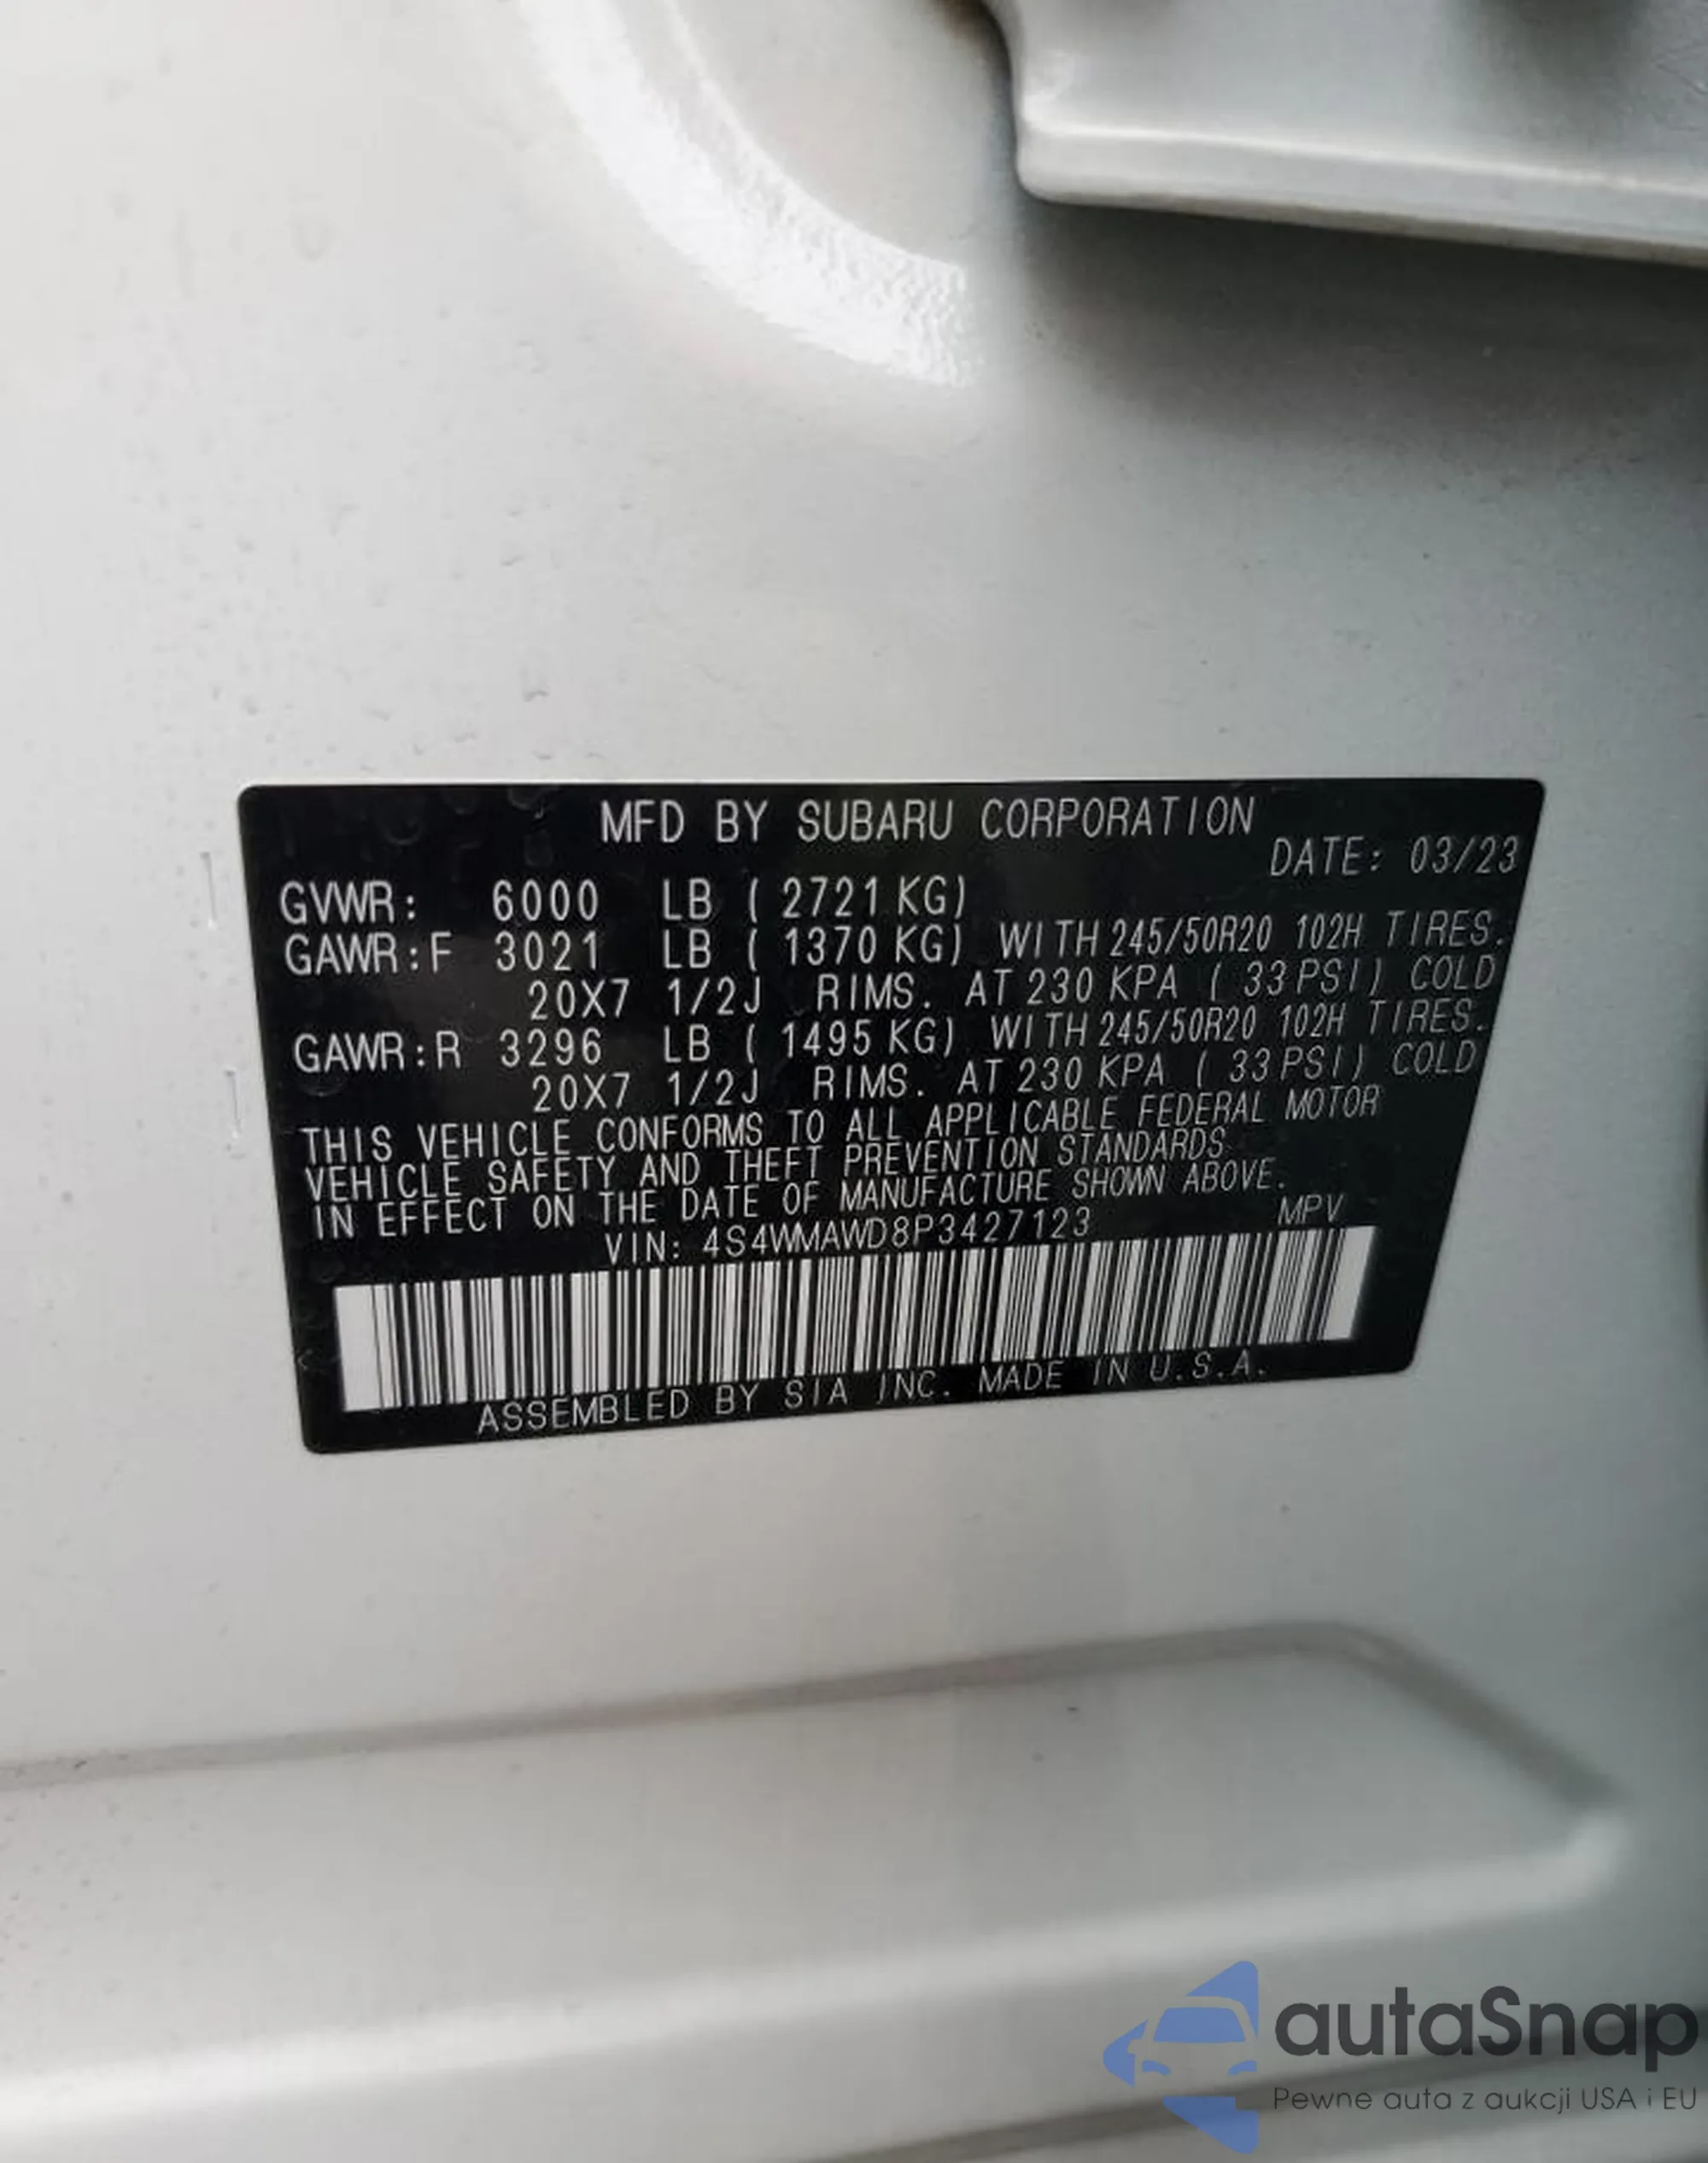 MFD BY SUBARU CORPORATION
DATE: 03/23
GVWR: 6000 LB ( 2721 KG)
GAWR:F 3021 LB ( 1370 KG) WITH 245/50R20 102H TIRES.
20X7 1/2J RIMS. AT 230 KPA ( 33 PSI) COLD
GAWR:R 3296 LB ( 1495 KG) WITH 245/50R20 102H TIRES.
20X7 1/2J RIMS. AT 230 KPA ( 33 PSI) COLD
THIS VEHICLE CONFORMS TO ALL APPLICABLE FEDERAL MOTOR
VEHICLE SAFETY AND THEFT PREVENTION STANDARDS
IN EFFECT ON THE DATE OF MANUFACTURE SHOWN ABOVE.
VIN: 4S4WMAWD8P3427123 MPV
ASSEMBLED BY SIA INC. MADE IN U.S.A.
autaSnap
Pewne auta z aukcji USA i EU